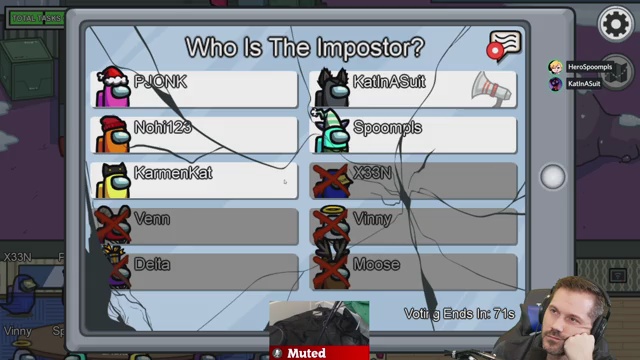 TOTAL TASKS
Who Is The Impostor?
PJONK
KatInASuit
Nohi123
Spoompls
KarmenKat
X33N
Venn
Vinny
Delta
Moose
Voting Ends In: 71s
HeroSpoompls
KatInASuit
X33N
Vinny
Muted